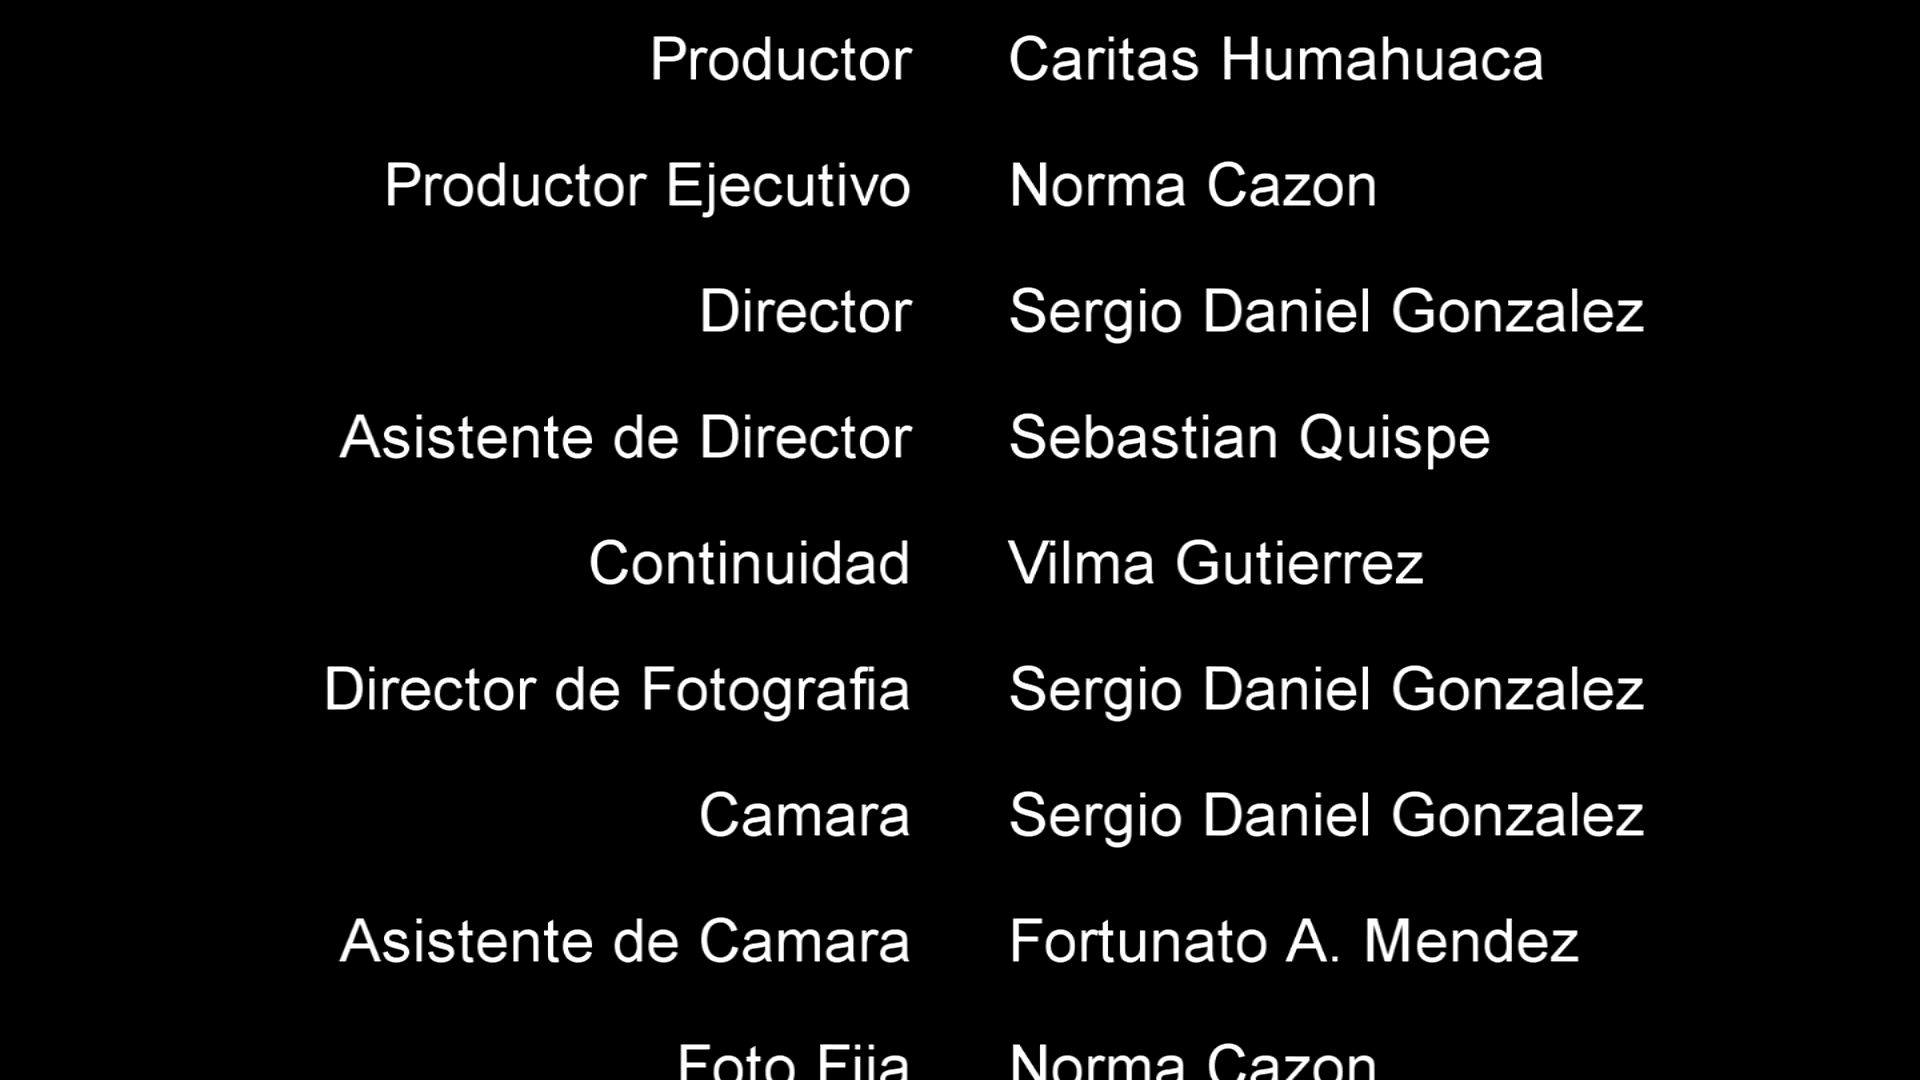 Productor Caritas Humahuaca
Productor Ejecutivo Norma Cazon
Director Sergio Daniel Gonzalez
Asistente de Director Sebastian Quispe
Continuidad Vilma Gutierrez
Director de Fotografia Sergio Daniel Gonzalez
Camara Sergio Daniel Gonzalez
Asistente de Camara Fortunato A. Mendez
Foto Fija Norma Cazon